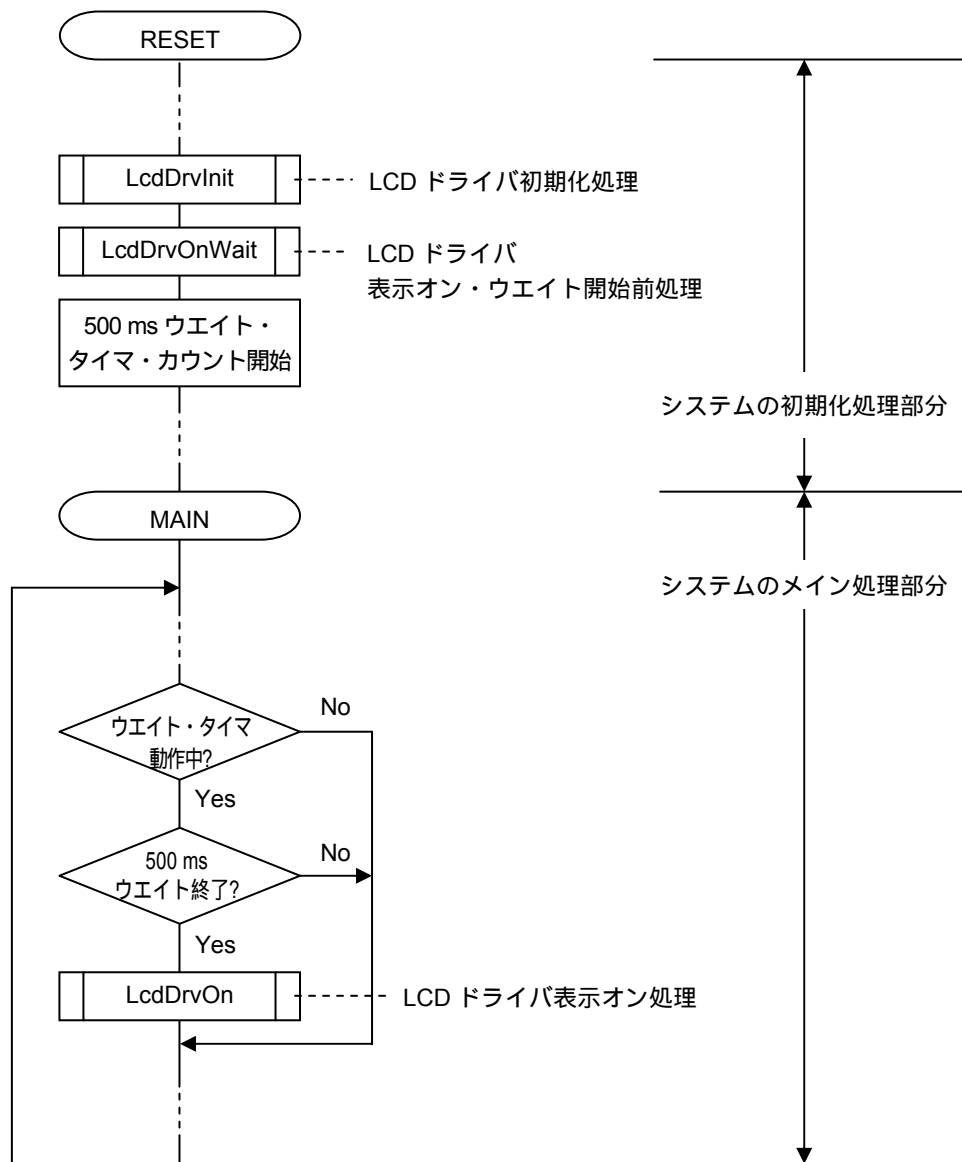 RESET
LcdDrvInit
LCD ドライバ初期化処理
LcdDrvOnWait
LCD ドライバ
表示オン・ウエイト開始前処理
500 ms ウエイト・
タイマ・カウント開始
システムの初期化処理部分
MAIN
システムのメイン処理部分
ウエイト・タイマ
動作中?
No
Yes
500 ms
ウエイト終了?
No
Yes
LcdDrvOn
LCD ドライバ表示オン処理